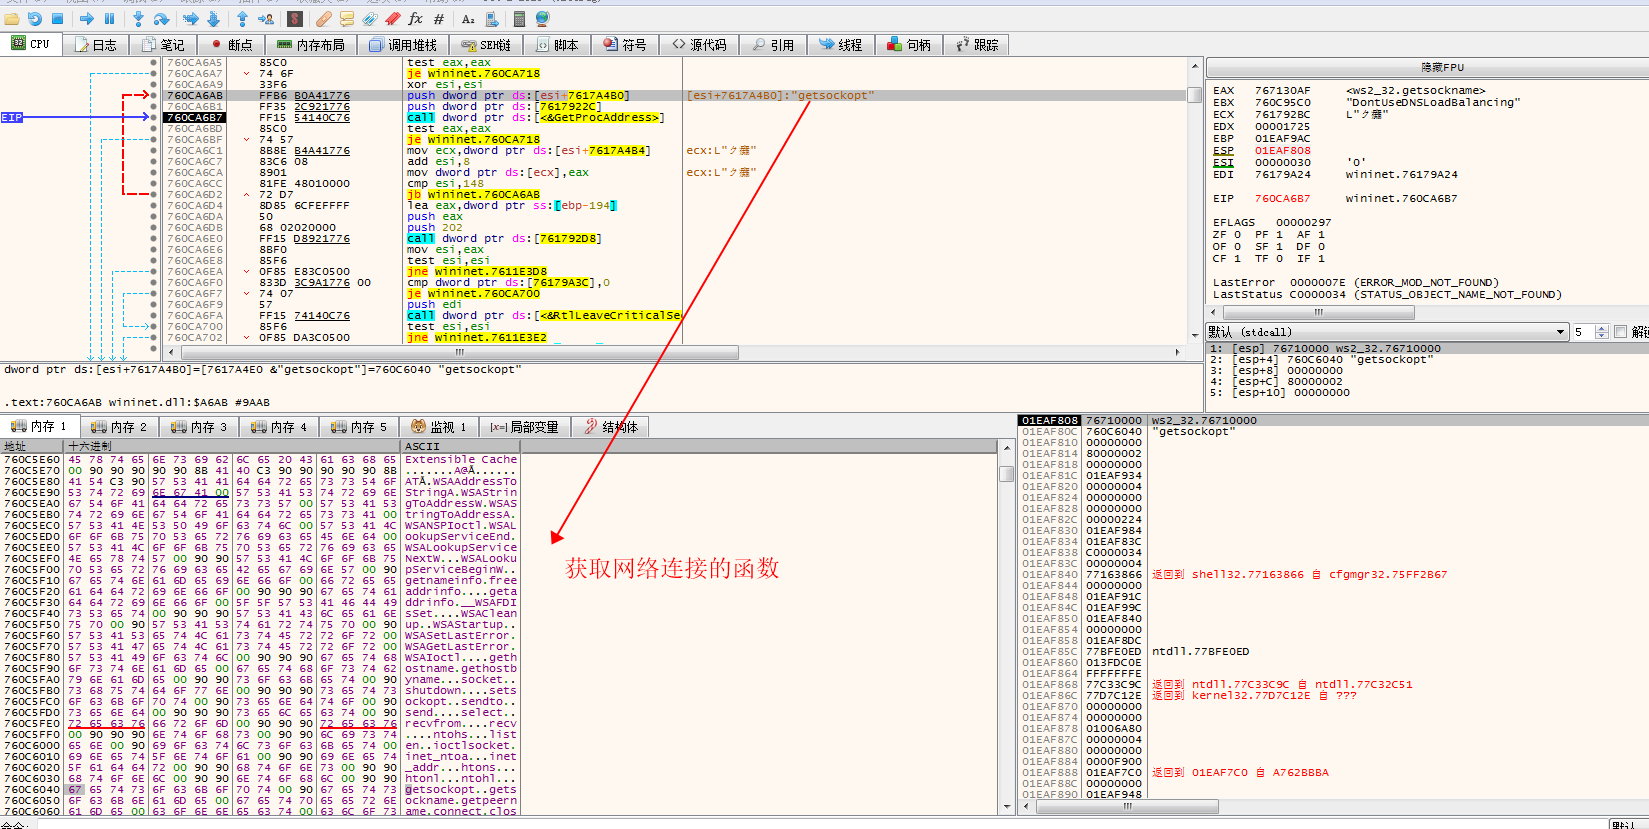 CPU 日志 笔记 断点 内存布局 调用堆栈 SEH链 脚本 符号 源代码 引用 线程 句柄 跟踪
760CA6A5 85C0 test eax,eax
760CA6A7 74 6F je wininet.760CA718
760CA6A9 33F6 xor esi,esi
760CA6AB FFB6 B0A41776 push dword ptr ds:[esi+7617A4B0] [esi+7617A4B0]:"getsockopt"
760CA6B1 FF35 2C921776 push dword ptr ds:[7617922C]
EIP 760CA6B7 FF15 54140C76 call dword ptr ds:[<&GetProcAddress>]
760CA6BD 85C0 test eax,eax
760CA6BF 74 57 je wininet.760CA718
760CA6C1 8B8E B4A41776 mov ecx,dword ptr ds:[esi+7617A4B4]
760CA6C7 83C6 08 add esi,8
760CA6CA 8901 mov dword ptr ds:[ecx],eax
760CA6CC 81FE 48010000 cmp esi,148
760CA6D2 72 D7 jb wininet.760CA6AB
760CA6D4 8D85 6CFEFFFF lea eax,dword ptr ss:[ebp-194]
760CA6DA 50 push eax
760CA6DB 68 02020000 push 202
760CA6E0 FF15 D8921776 call dword ptr ds:[761792D8]
760CA6E6 8BF0 mov esi,eax
760CA6E8 85F6 test esi,esi
760CA6EA 0F85 E83C0500 jne wininet.7611E3D8
760CA6F0 833D 3C9A1776 00 cmp dword ptr ds:[76179A3C],0
760CA6F7 74 07 je wininet.760CA700
760CA6F9 57 push edi
760CA6FA FF15 74140C76 call dword ptr ds:[<&RtlLeaveCriticalSe
760CA700 85F6 test esi,esi
760CA702 0F85 DA3C0500 jne wininet.7611E3E2
隐藏FPU
EAX 767130AF <ws2_32.getsockname>
EBX 760C95C0 "DontUseDNSLoadBalancing"
ECX 761792BC
EDX 00001725
EBP 01EAF9AC
ESP 01EAF808
ESI 00000030 '0'
EDI 76179A24 wininet.76179A24
EIP 760CA6B7 wininet.760CA6B7
EFLAGS 00000297
ZF 0 PF 1 AF 1
OF 0 SF 1 DF 0
CF 1 TF 0 IF 1
LastError 0000007E (ERROR_MOD_NOT_FOUND)
LastStatus C0000034 (STATUS_OBJECT_NAME_NOT_FOUND)
默认 (stdcall) 5
1: [esp] 76710000 ws2_32.76710000
2: [esp+4] 760C6040 "getsockopt"
3: [esp+8] 00000000
4: [esp+C] 80000002
5: [esp+10] 00000000
dword ptr ds:[esi+7617A4B0]=[7617A4E0 &"getsockopt"]=760C6040 "getsockopt"
.text:760CA6AB wininet.dll:$A6AB #9AAB
内存 1 内存 2 内存 3 内存 4 内存 5 监视 1 局部变量 结构体
地址 十六进制 ASCII
760C5E60 45 78 74 65 6E 73 69 62 6C 65 20 43 61 63 68 65 Extensible Cache
760C5E70 00 90 90 90 90 90 8B 41 40 C3 90 90 90 90 90 8B
760C5E80 41 54 C3 90 57 53 41 41 64 64 72 65 73 73 54 6F
760C5E90 53 74 72 69 6E 67 41 00 57 53 41 53 74 72 69 6E StringA.WSAStrin
760C5EA0 67 54 6F 41 64 64 72 65 73 73 57 00 57 53 41 53 gToAddressW.WSAS
760C5EB0 74 72 69 6E 67 54 6F 41 64 64 72 65 73 73 41 00 tringToAddressA.
760C5EC0 57 53 41 4E 53 50 49 6F 63 74 6C 00 57 53 41 4C WSANSPIoctl.WSAL
760C5ED0 6F 6F 6B 75 70 53 65 72 76 69 63 65 45 6E 64 00 ookupServiceEnd.
760C5EE0 57 53 41 4C 6F 6F 6B 75 70 53 65 72 76 69 63 65 WSALookupService
760C5EF0 4E 65 78 74 57 00 90 90 57 53 41 4C 6F 6F 6B 75 NextW...WSALooku
760C5F00 70 53 65 72 76 69 63 65 42 65 67 69 6E 57 00 90 pServiceBeginW..
760C5F10 67 65 74 6E 61 6D 65 69 6E 66 6F 00 66 72 65 65 getnameinfo.free
760C5F20 61 64 64 72 69 6E 66 6F 00 90 90 90 67 65 74 61 addrinfo....geta
760C5F30 64 64 72 69 6E 66 6F 00 5F 5F 57 53 41 46 44 49 ddrinfo.__WSAFDI
760C5F40 73 53 65 74 00 90 90 90 57 53 41 43 6C 65 61 6E sSet....WSAClean
760C5F50 75 70 00 90 57 53 41 53 74 61 72 74 75 70 00 90 up..WSAStartup..
760C5F60 57 53 41 53 65 74 4C 61 73 74 45 72 72 6F 72 00 WSASetLastError.
760C5F70 57 53 41 47 65 74 4C 61 73 74 45 72 72 6F 72 00 WSAGetLastError.
760C5F80 57 53 41 49 6F 63 74 6C 00 90 90 90 67 65 74 68 WSAIoctl....geth
760C5F90 6F 73 74 6E 61 6D 65 00 67 65 74 68 6F 73 74 62 ostname.gethostb
760C5FA0 79 6E 61 6D 65 00 90 90 73 6F 63 6B 65 74 00 90 yname...socket..
760C5FB0 73 68 75 74 64 6F 77 6E 00 90 90 90 73 65 74 73 shutdown....sets
760C5FC0 6F 63 6B 6F 70 74 00 90 73 65 6E 64 74 6F 00 90 ockopt..sendto..
760C5FD0 73 65 6E 64 00 90 90 90 73 65 6C 65 63 74 00 90 send....select..
760C5FE0 72 65 63 76 66 72 6F 6D 00 90 90 90 72 65 63 76 recvfrom....recv
760C5FF0 00 90 90 90 6E 74 6F 68 73 00 90 90 6C 69 73 74 ....ntohs...list
760C6000 65 6E 00 90 69 6F 63 74 6C 73 6F 63 6B 65 74 00 en..ioctlsocket.
760C6010 69 6E 65 74 5F 6E 74 6F 61 00 90 90 69 6E 65 74 inet_ntoa...inet
760C6020 5F 61 64 64 72 00 90 90 68 74 6F 6E 73 00 90 90 _addr...htons...
760C6030 68 74 6F 6E 6C 00 90 90 6E 74 6F 68 6C 00 90 90 htonl...ntohl...
760C6040 67 65 74 73 6F 63 6B 6F 70 74 00 90 67 65 74 73 getsockopt..gets
760C6050 6F 63 6B 6E 61 6D 65 00 67 65 74 70 65 65 72 6E ockname.getpeern
760C6060 61 6D 65 00 63 6F 6E 6E 65 63 74 00 63 6C 6F 73 ame.connect.clos
获取网络连接的函数
01EAF808 76710000 ws2_32.76710000
01EAF80C 760C6040 "getsockopt"
01EAF810 00000000
01EAF814 80000002
01EAF818 00000000
01EAF81C 01EAF934
01EAF820 00000004
01EAF824 00000000
01EAF828 00000000
01EAF82C 00000224
01EAF830 01EAF984
01EAF834 01EAF83C
01EAF838 C0000034
01EAF83C 00000004
01EAF840 77163866 返回到 shell32.77163866 自 cfgmgr32.75FF2B67
01EAF844 00000000
01EAF848 01EAF91C
01EAF84C 01EAF99C
01EAF850 01EAF840
01EAF854 00000000
01EAF858 01EAF8DC
01EAF85C 77BFE0ED ntdll.77BFE0ED
01EAF860 013FDC0E
01EAF864 FFFFFFFE
01EAF868 77C33C9C 返回到 ntdll.77C33C9C 自 ntdll.77C32C51
01EAF86C 77D7C12E 返回到 kernel32.77D7C12E 自 ???
01EAF870 00000000
01EAF874 00000000
01EAF878 01006A80
01EAF87C 00000004
01EAF880 00000000
01EAF884 0000F900
01EAF888 01EAF7C0 返回到 01EAF7C0 自 A762BBBA
01EAF88C 00000000
01EAF890 01EAF948